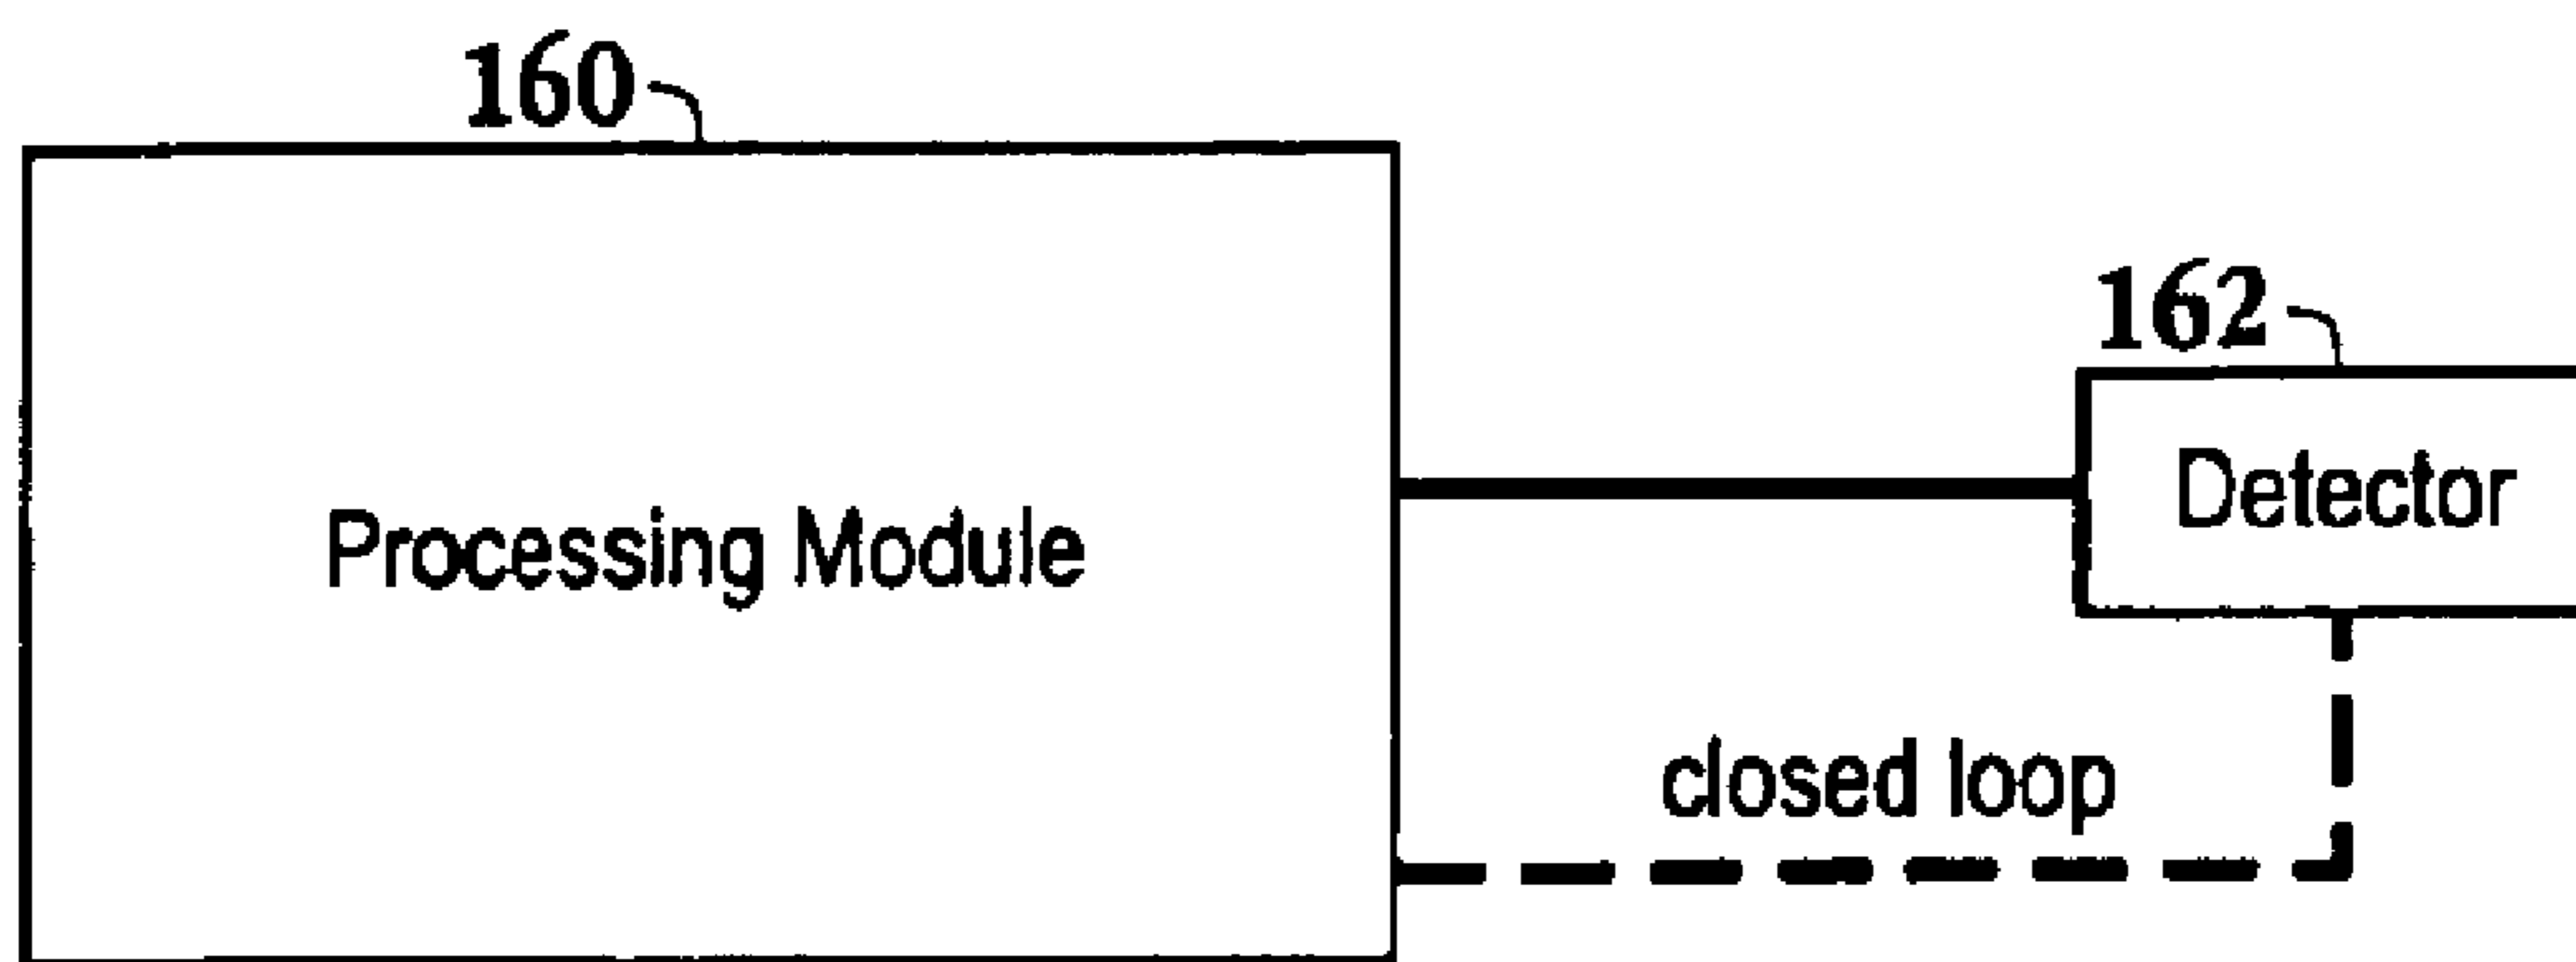 160
162
Detector
Processing Module
closed loop